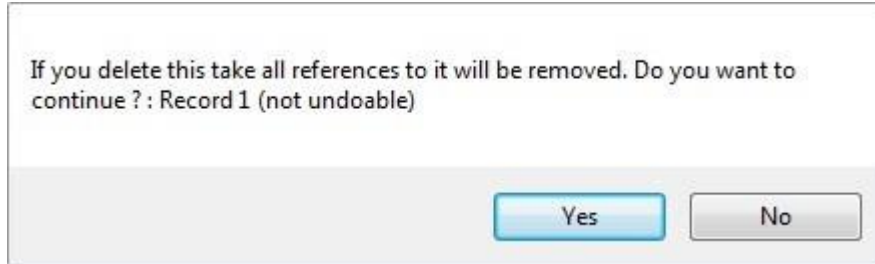 If you delete this take all references to it will be removed. Do you want to
continue ? : Record 1 (not undoable)
Yes No